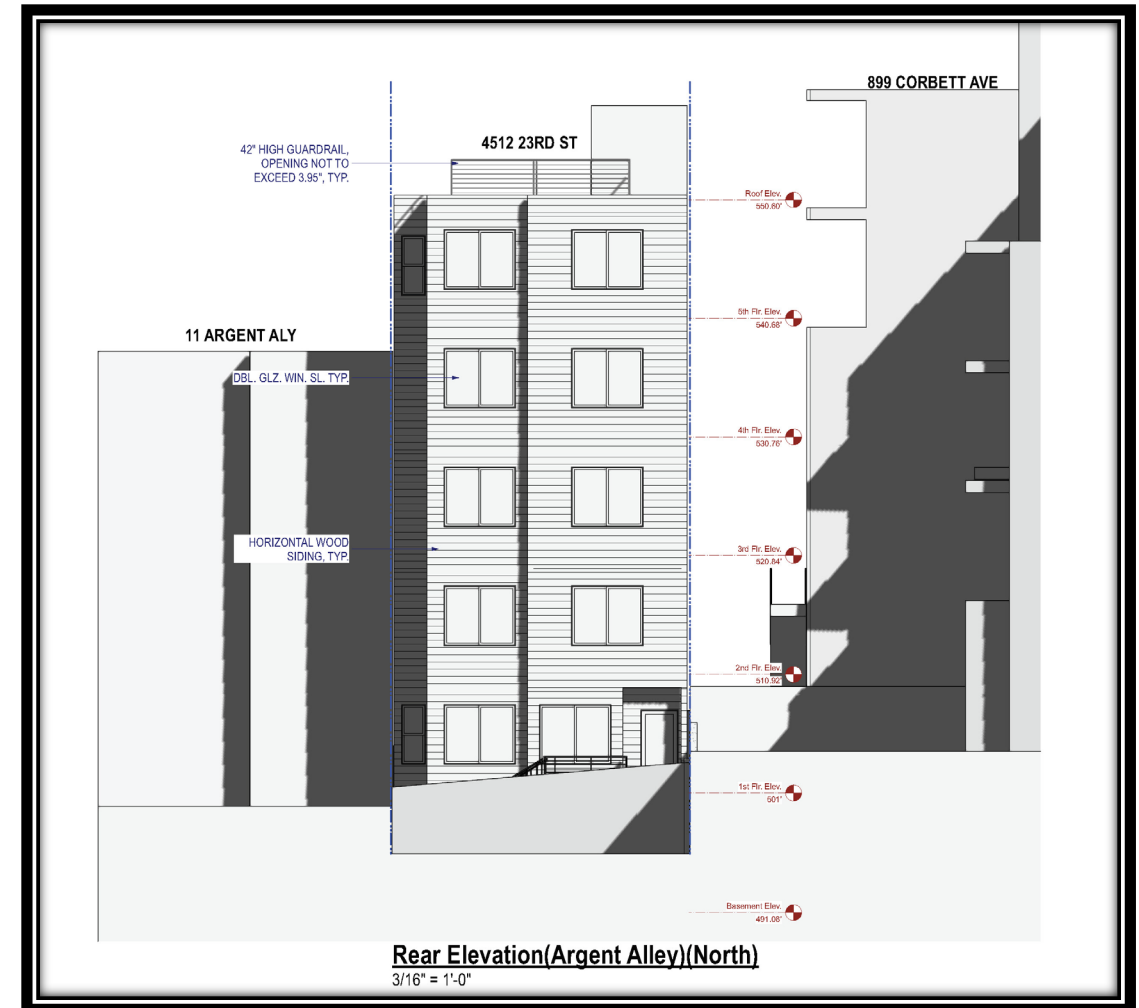 899 CORBETT AVE
4512 23RD ST
42" HIGH GUARDRAIL,
OPENING NOT TO
EXCEED 3.95", TYP.
Roof Elev.
550.60'
5th Flr. Elev.
540.68'
11 ARGENT ALY
DBL. GLZ. WIN. SL. TYP.
4th Flr. Elev.
530.76'
HORIZONTAL WOOD
SIDING, TYP.
3rd Flr. Elev.
520.84'
2nd Flr. Elev.
510.92'
1st Flr. Elev.
501'
Basement Elev.
491.08'
Rear Elevation(Argent Alley)(North)
3/16" = 1'-0"